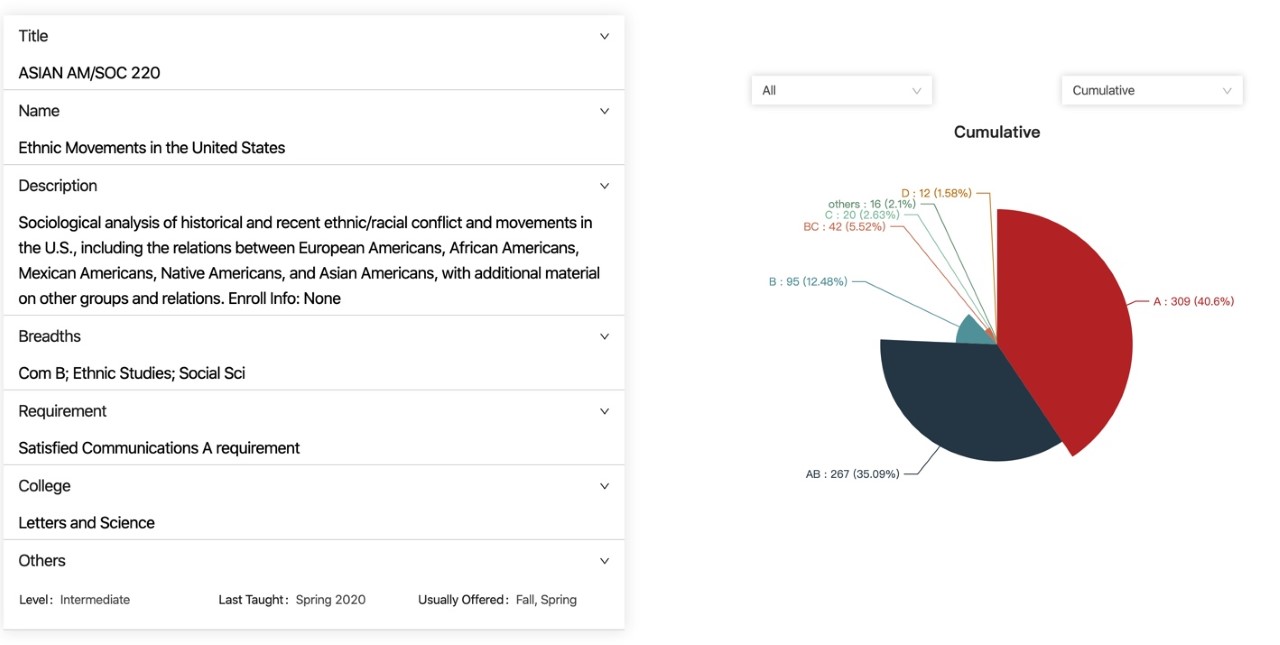 Title
ASIAN AM/SOC 220
Name
Ethnic Movements in the United States
Description
Sociological analysis of historical and recent ethnic/racial conflict and movements in
the U.S., including the relations between European Americans, African Americans,
Mexican Americans, Native Americans, and Asian Americans, with additional material
on other groups and relations. Enroll Info: None
Breadths
Com B; Ethnic Studies; Social Sci
Requirement
Satisfied Communications A requirement
College
Letters and Science
Others
Level: Intermediate Last Taught: Spring 2020 Usually Offered: Fall, Spring
All Cumulative
Cumulative
D : 12 (1.58%)
others : 16 (2.1%)
C : 20 (2.63%)
BC : 42 (5.52%)
B : 95 (12.48%)
A : 309 (40.6%)
AB : 267 (35.09%)